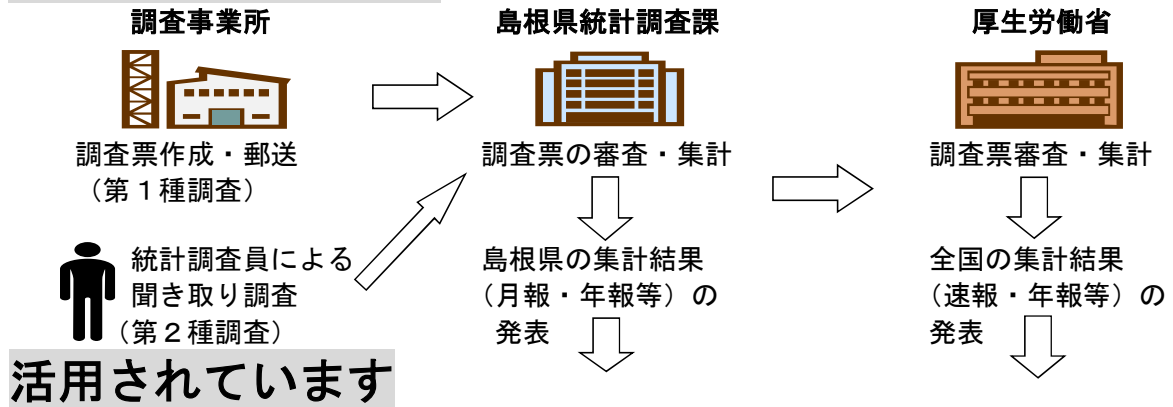 調査事業所
島根県統計調査課
厚生労働省
調査票作成・郵送
（第１種調査）
調査票の審査・集計
調査票審査・集計
統計調査員による
聞き取り調査
（第２種調査）
島根県の集計結果
（月報・年報等）の
発表
全国の集計結果
（速報・年報等）の
発表
活用されています